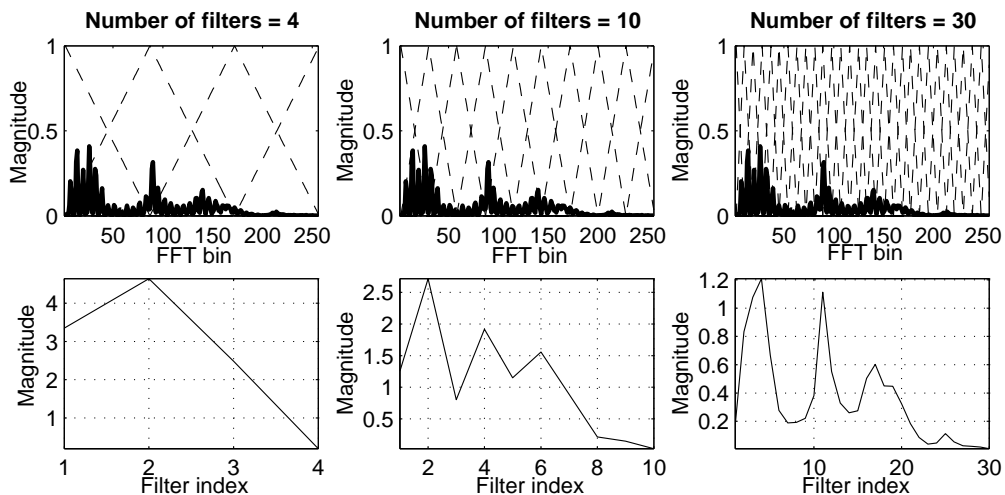 Number of filters = 4
Magnitude
1
0.5
0
50 100 150 200 250
FFT bin
Number of filters = 10
Magnitude
1
0.5
0
50 100 150 200 250
FFT bin
Number of filters = 30
Magnitude
1
0.5
0
50 100 150 200 250
FFT bin
Magnitude
4
3
2
1
1 2 3 4
Filter index
Magnitude
2.5
2
1.5
1
0.5
2 4 6 8 10
Filter index
Magnitude
1.2
1
0.8
0.6
0.4
0.2
10 20 30
Filter index